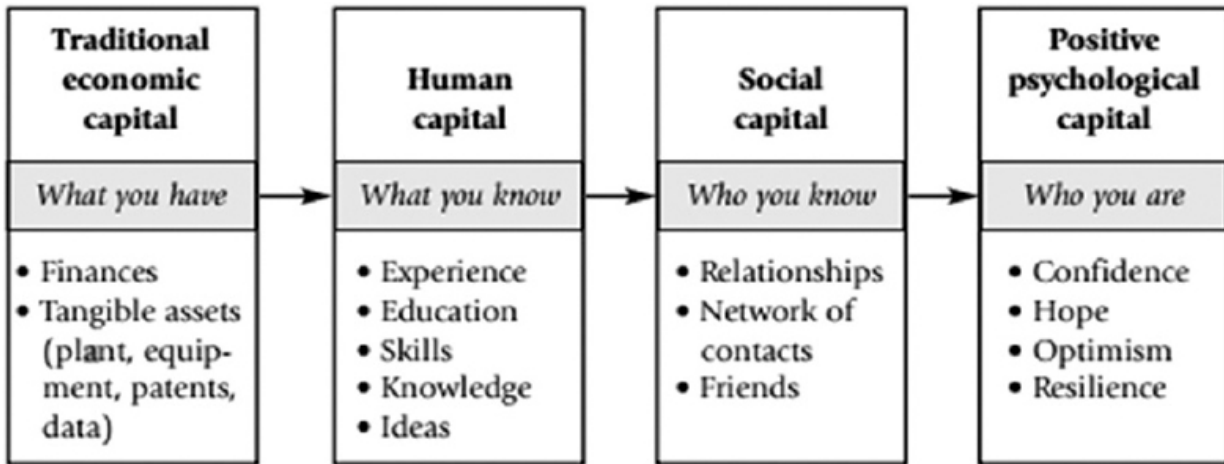 Traditional
economic
capital
What you have
• Finances
• Tangible assets
(plant, equip-
ment, patents,
data)
Human
capital
What you know
• Experience
• Education
• Skills
• Knowledge
• Ideas
Social
capital
Who you know
• Relationships
• Network of
contacts
• Friends
Positive
psychological
capital
Who you are
• Confidence
• Hope
• Optimism
• Resilience